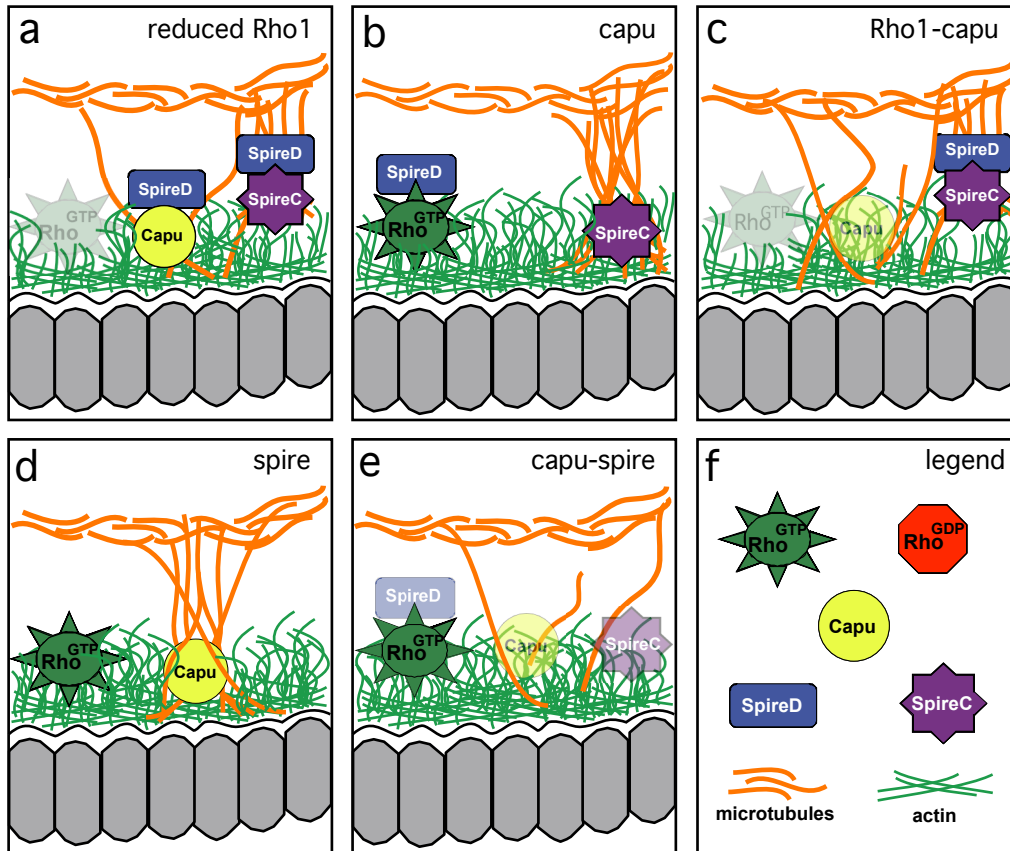 a reduced Rho1
SpireD
SpireC
SpireD
Rho GTP
Capu
b capu
SpireD
Rho GTP
SpireC
c Rho1-capu
SpireD
SpireC
Rho GTP
Capu
d spire
Rho GTP
Capu
e capu-spire
SpireD
Rho GTP
Capu
SpireC
f legend
Rho GTP
Rho GDP
Capu
SpireD
SpireC
microtubules
actin